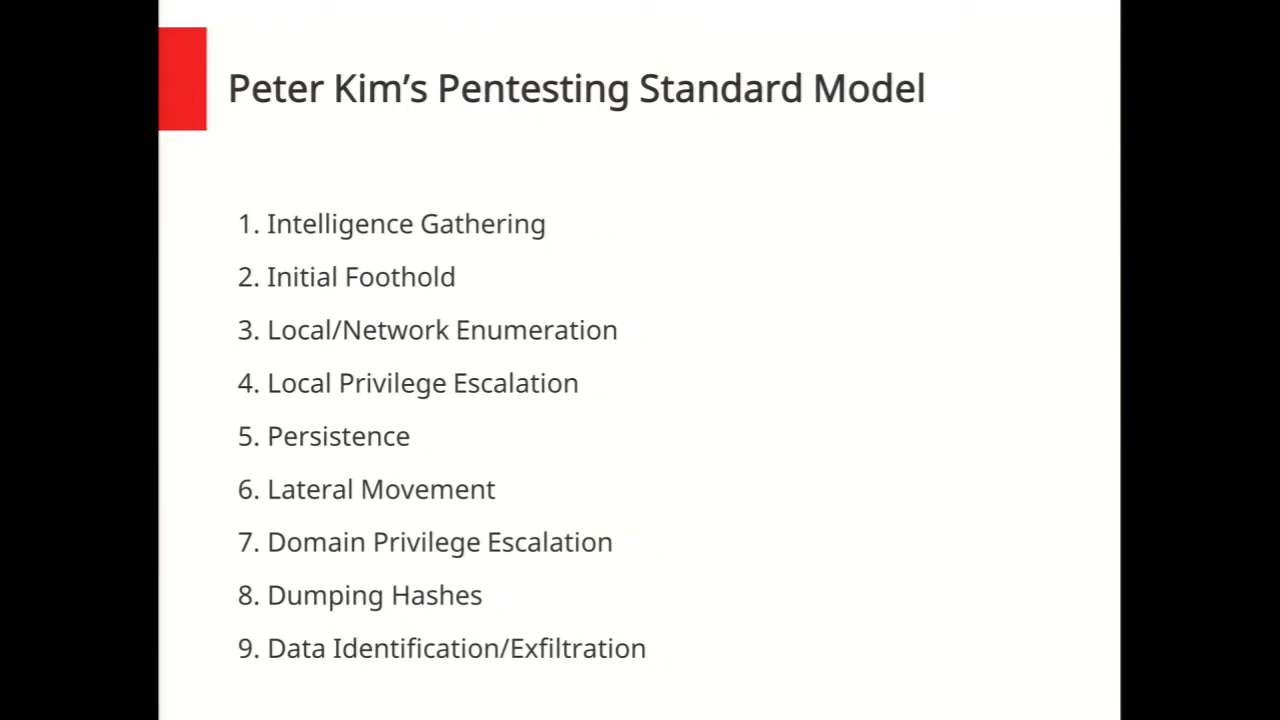 Peter Kim’s Pentesting Standard Model
1. Intelligence Gathering
2. Initial Foothold
3. Local/Network Enumeration
4. Local Privilege Escalation
5. Persistence
6. Lateral Movement
7. Domain Privilege Escalation
8. Dumping Hashes
9. Data Identification/Exfiltration